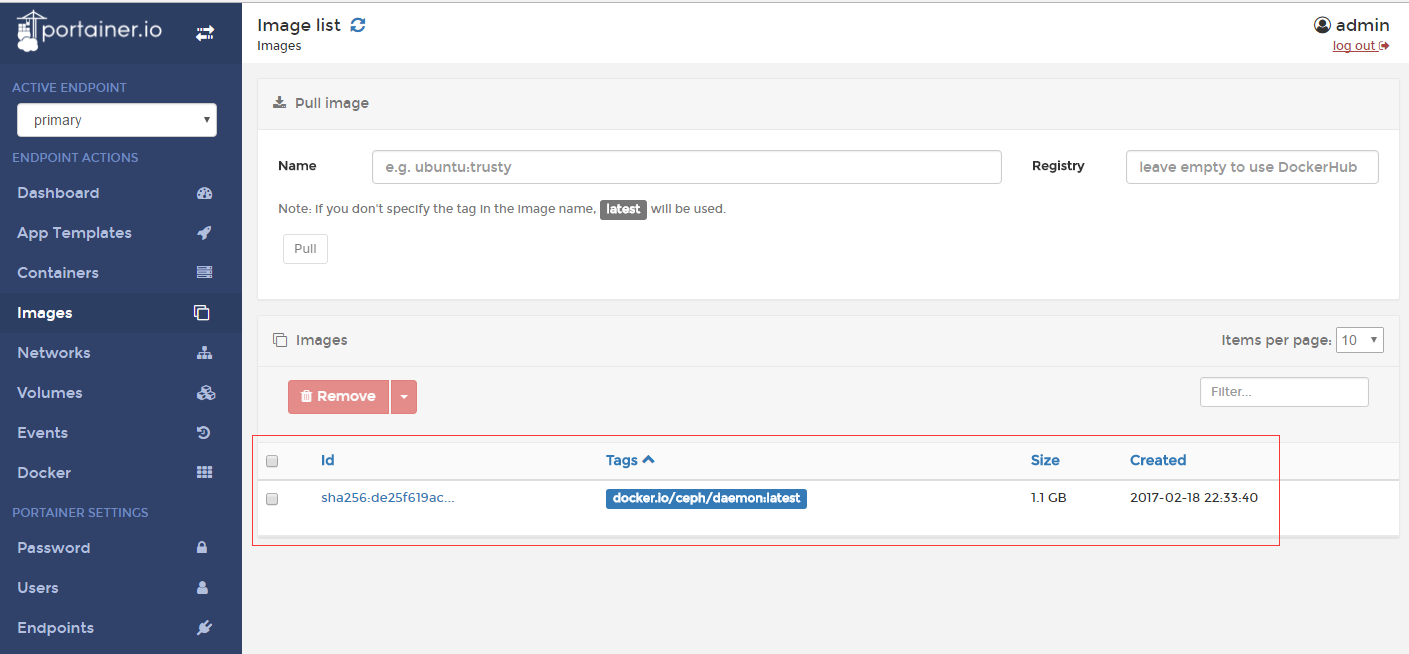 portainer.io
ACTIVE ENDPOINT
primary
ENDPOINT ACTIONS
Dashboard
App Templates
Containers
Images
Networks
Volumes
Events
Docker
PORTAINER SETTINGS
Password
Users
Endpoints
Image list
Images
admin
log out
Pull image
Name e.g. ubuntu:trusty Registry leave empty to use DockerHub
Note: if you don't specify the tag in the image name, latest will be used.
Pull
Images Items per page: 10
Remove Filter...
Id Tags Size Created
sha256:de25f619ac... docker.io/ceph/daemon:latest 1.1 GB 2017-02-18 22:33:40